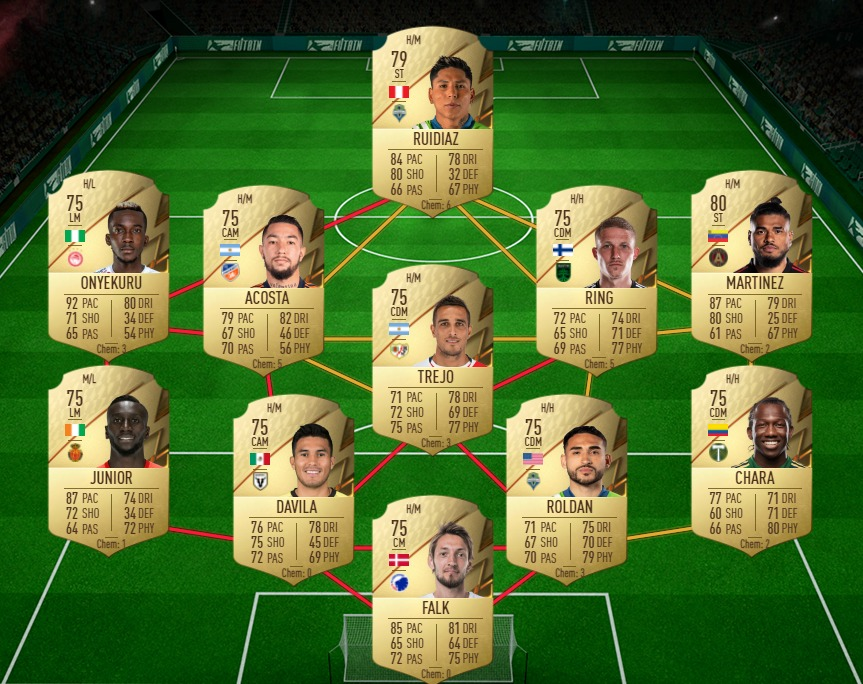 FUTBIN
FUTBIN
FUTBIN
H/M
79
ST
RUIDIAZ
84 PAC 78 DRI
80 SHO 32 DEF
66 PAS 67 PHY
Chem: 6
H/L
75
LM
ONYEKURU
92 PAC 80 DRI
71 SHO 34 DEF
65 PAS 54 PHY
Chem: 3
H/M
75
CAM
ACOSTA
79 PAC 82 DRI
67 SHO 46 DEF
70 PAS 56 PHY
Chem: 5
H/H
75
CDM
RING
72 PAC 74 DRI
65 SHO 71 DEF
69 PAS 77 PHY
Chem: 5
H/M
80
ST
MARTINEZ
87 PAC 79 DRI
80 SHO 25 DEF
61 PAS 67 PHY
Chem: 2
H/M
75
CDM
TREJO
71 PAC 78 DRI
72 SHO 69 DEF
75 PAS 77 PHY
Chem: 3
M/L
75
LM
JUNIOR
87 PAC 74 DRI
72 SHO 34 DEF
64 PAS 72 PHY
Chem: 1
H/M
75
CAM
DAVILA
76 PAC 78 DRI
75 SHO 45 DEF
72 PAS 69 PHY
Chem: 0
H/H
75
CDM
ROLDAN
71 PAC 75 DRI
67 SHO 70 DEF
70 PAS 79 PHY
Chem: 3
H/H
75
CDM
CHARA
77 PAC 71 DRI
60 SHO 71 DEF
66 PAS 80 PHY
Chem: 2
H/M
75
CM
FALK
85 PAC 81 DRI
65 SHO 64 DEF
72 PAS 75 PHY
Chem: 0